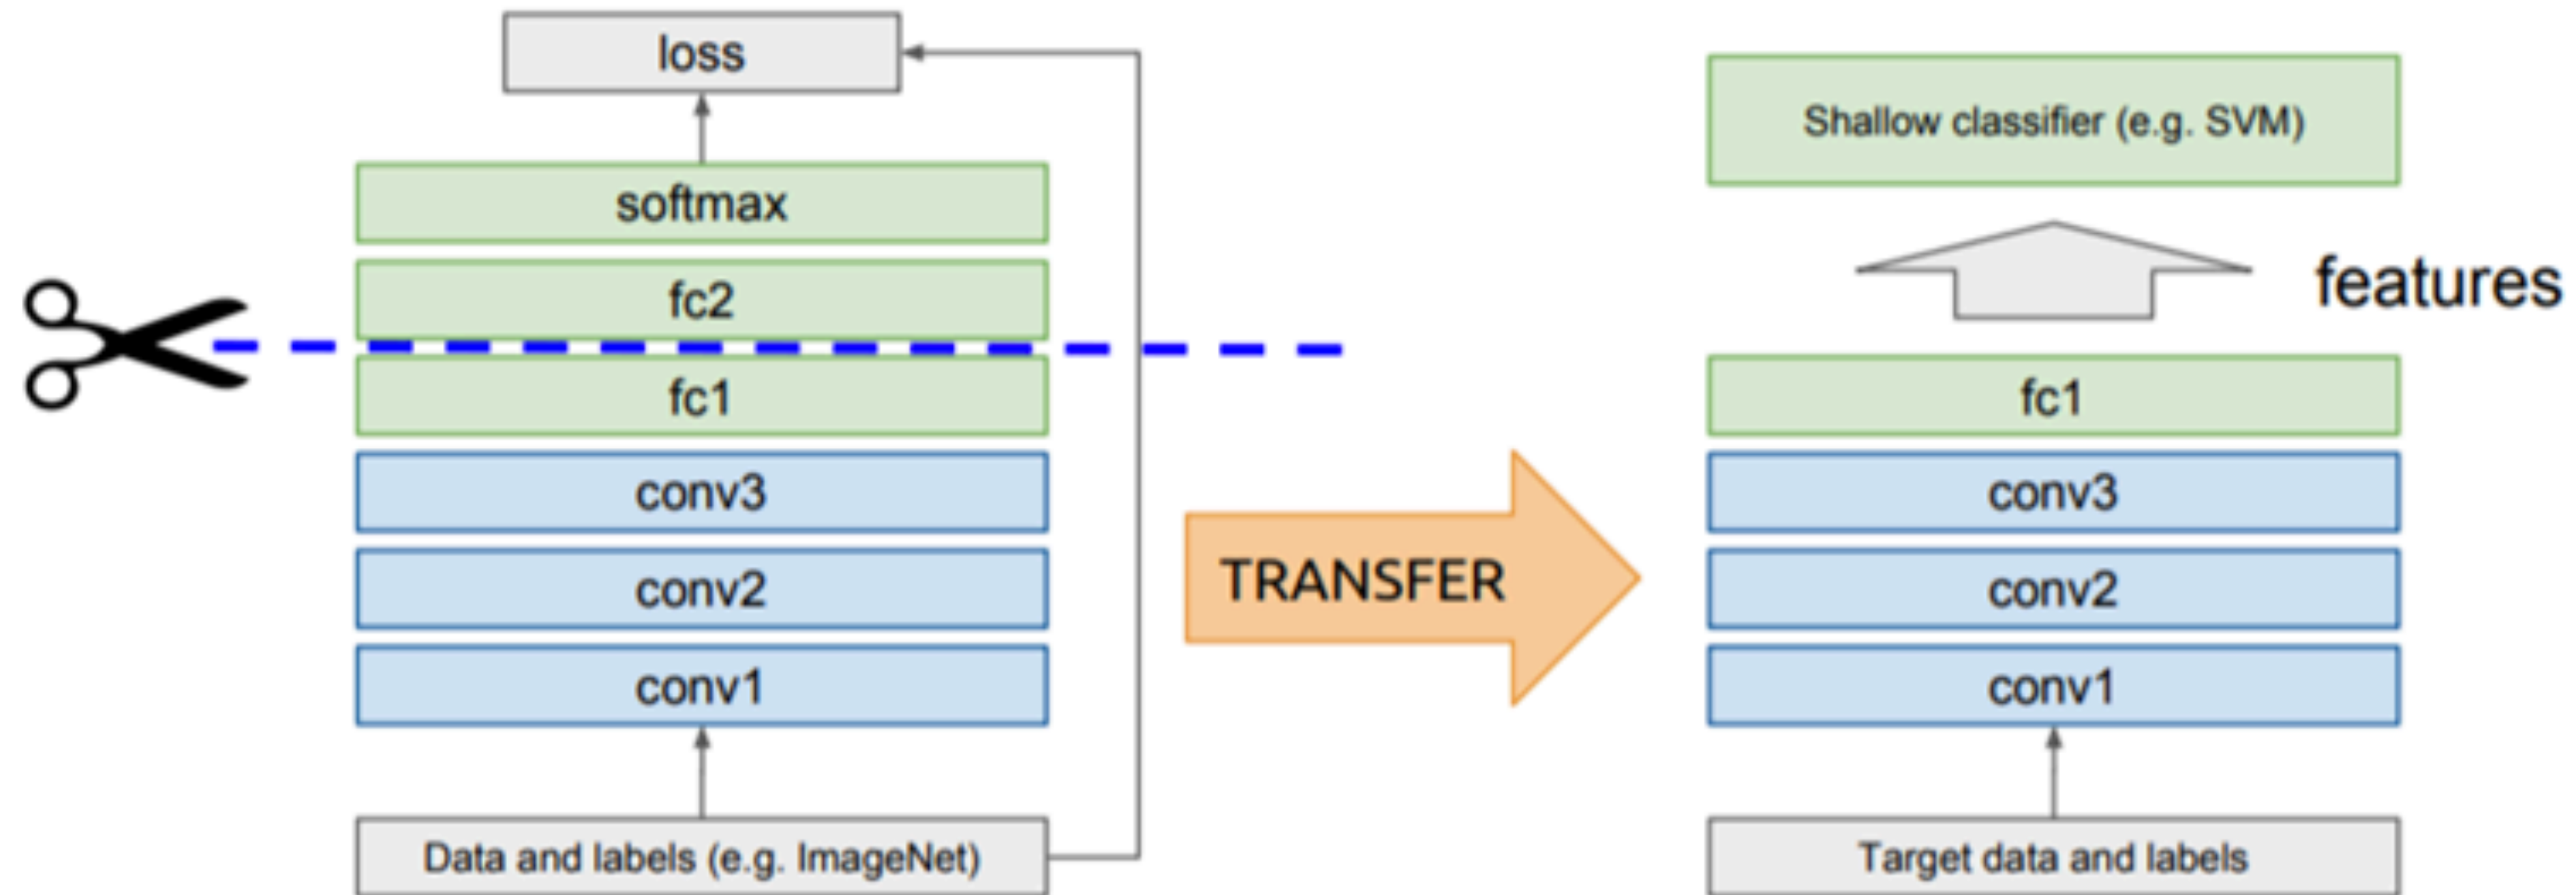 loss
softmax
fc2
fc1
conv3
conv2
conv1
Data and labels (e.g. ImageNet)
TRANSFER
Shallow classifier (e.g. SVM)
features
fc1
conv3
conv2
conv1
Target data and labels